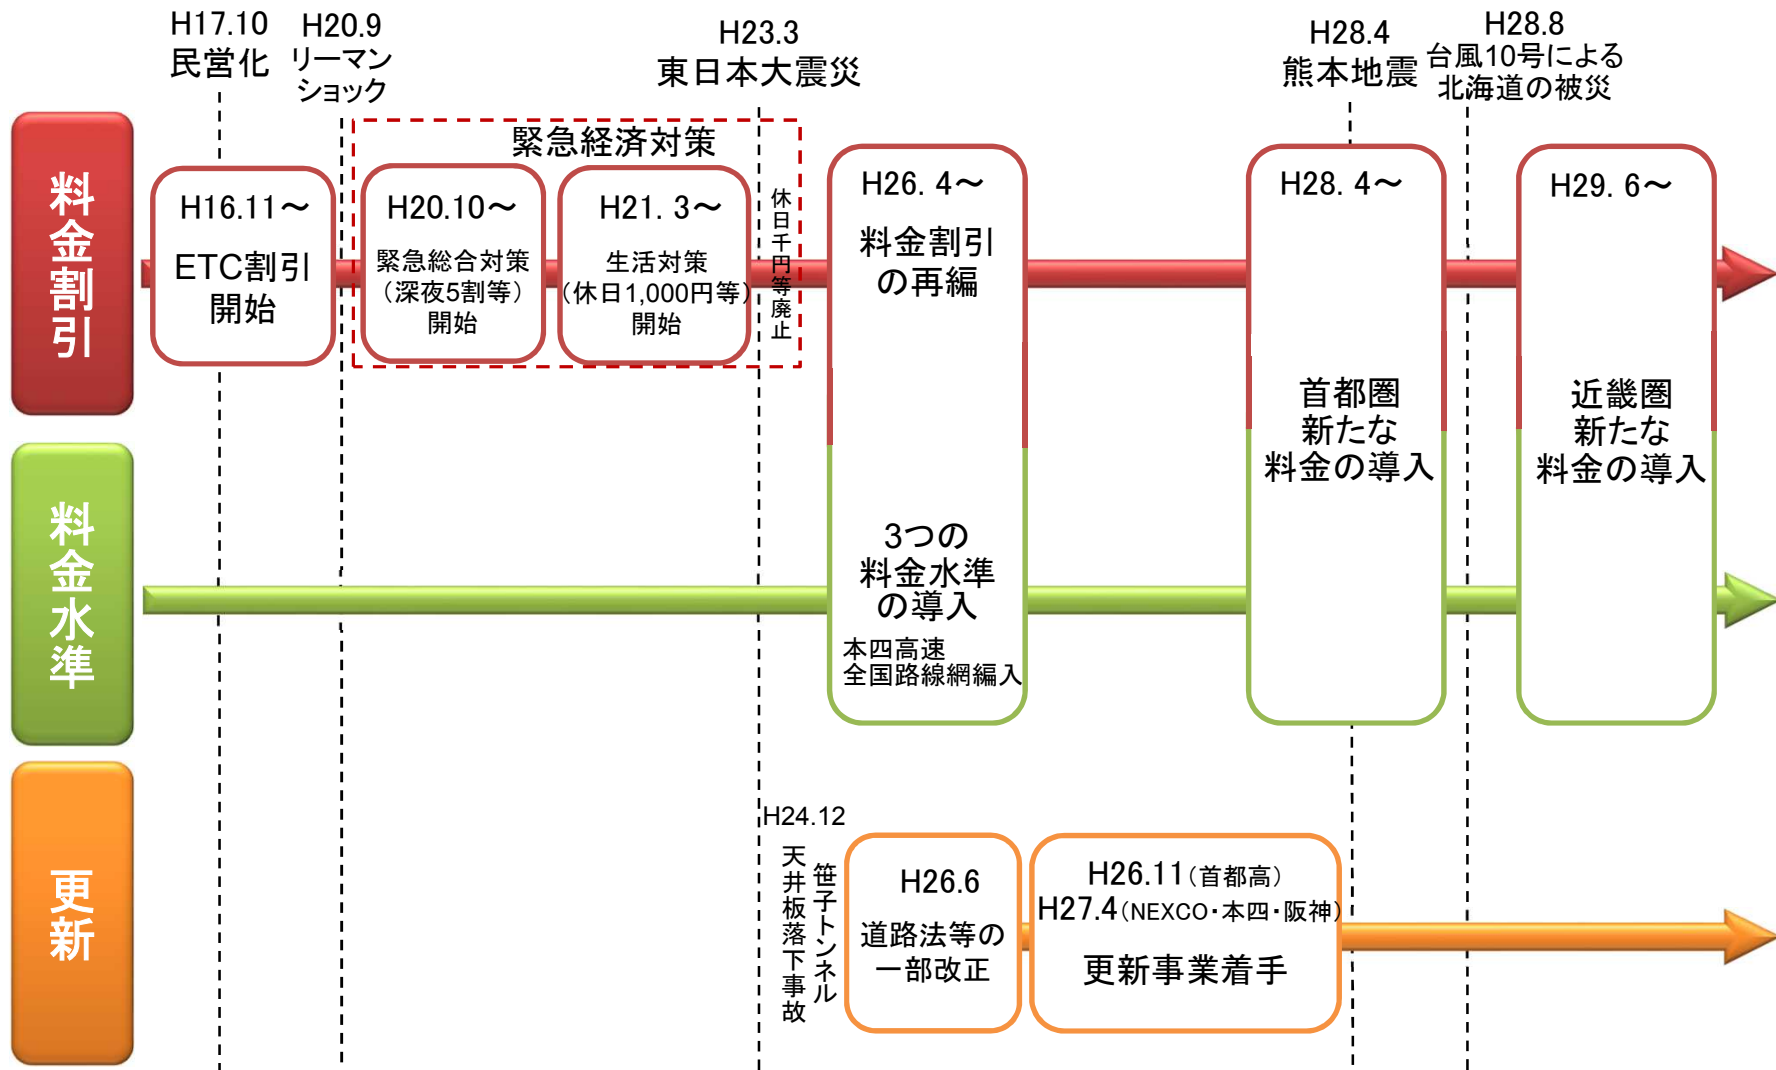 H17.10
民営化
H20.9
リーマン
ショック
H23.3
東日本大震災
H28.4
熊本地震
H28.8
台風10号による
北海道の被災
料金割引
H16.11～
ETC割引
開始
緊急経済対策
H20.10～
緊急総合対策
（深夜5割等）
開始
H21. 3～
生活対策
（休日1,000円等）
開始
休日千円等廃止
H26. 4～
料金割引
の再編
H28. 4～
首都圏
新たな
料金の導入
H29. 6～
近畿圏
新たな
料金の導入
料金水準
3つの
料金水準
の導入
本四高速
全国路線網編入
更新
H24.12
笹子トンネル
天井板落下事故
H26.6
道路法等の
一部改正
H26.11（首都高）
H27.4（NEXCO・本四・阪神）
更新事業着手